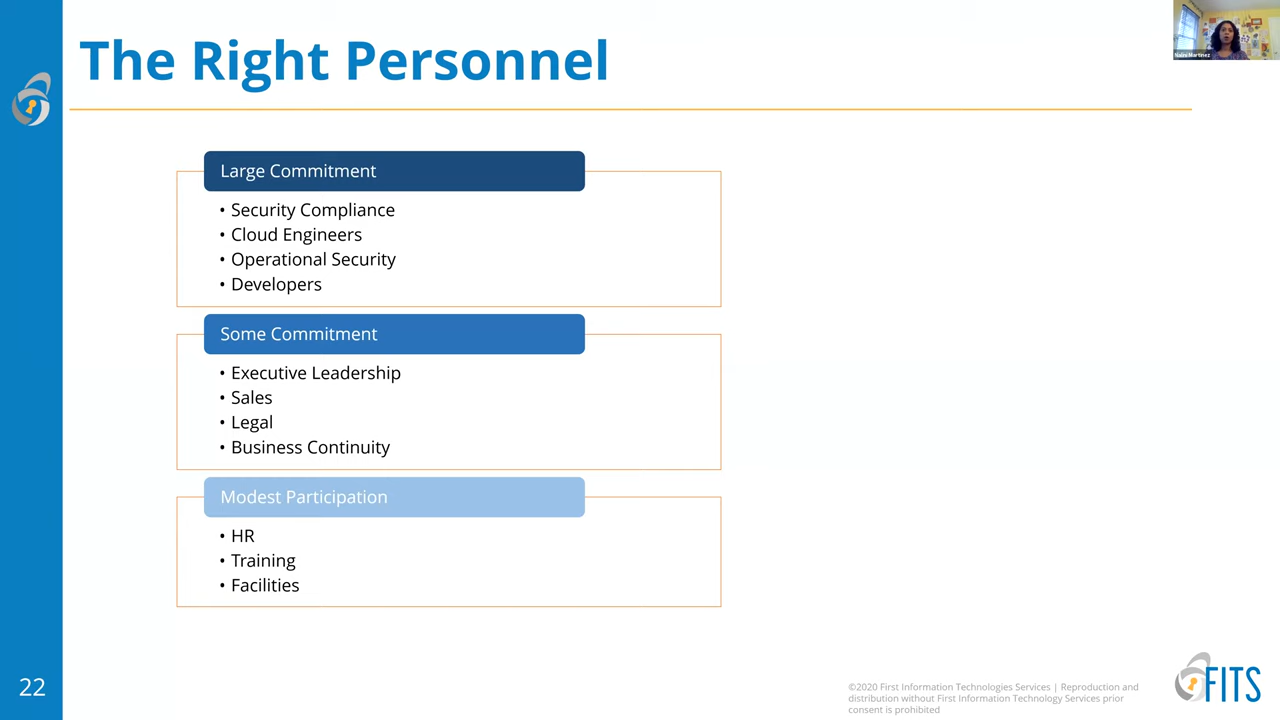 The Right Personnel
Large Commitment
• Security Compliance
• Cloud Engineers
• Operational Security
• Developers
Some Commitment
• Executive Leadership
• Sales
• Legal
• Business Continuity
Modest Participation
• HR
• Training
• Facilities
22
©2020 First Information Technologies Services | Reproduction and
distribution without First Information Technology Services prior
consent is prohibited
FITS